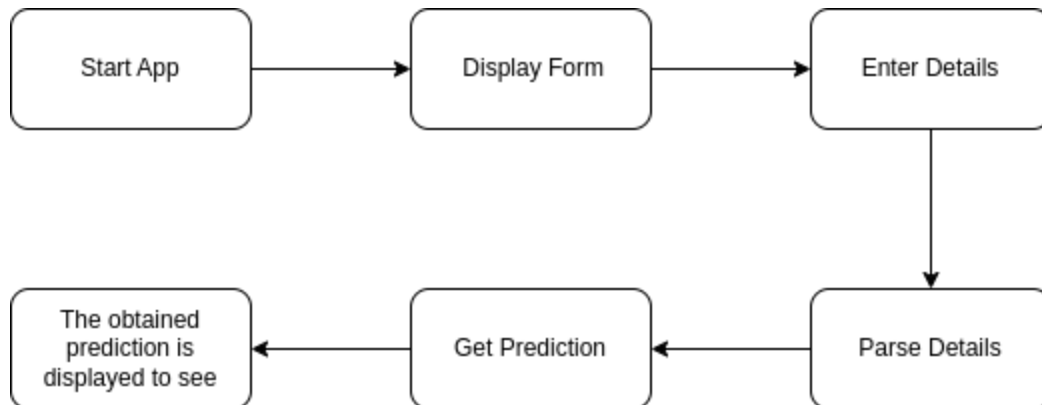 Start App
Display Form
Enter Details
Parse Details
Get Prediction
The obtained
prediction is
displayed to see